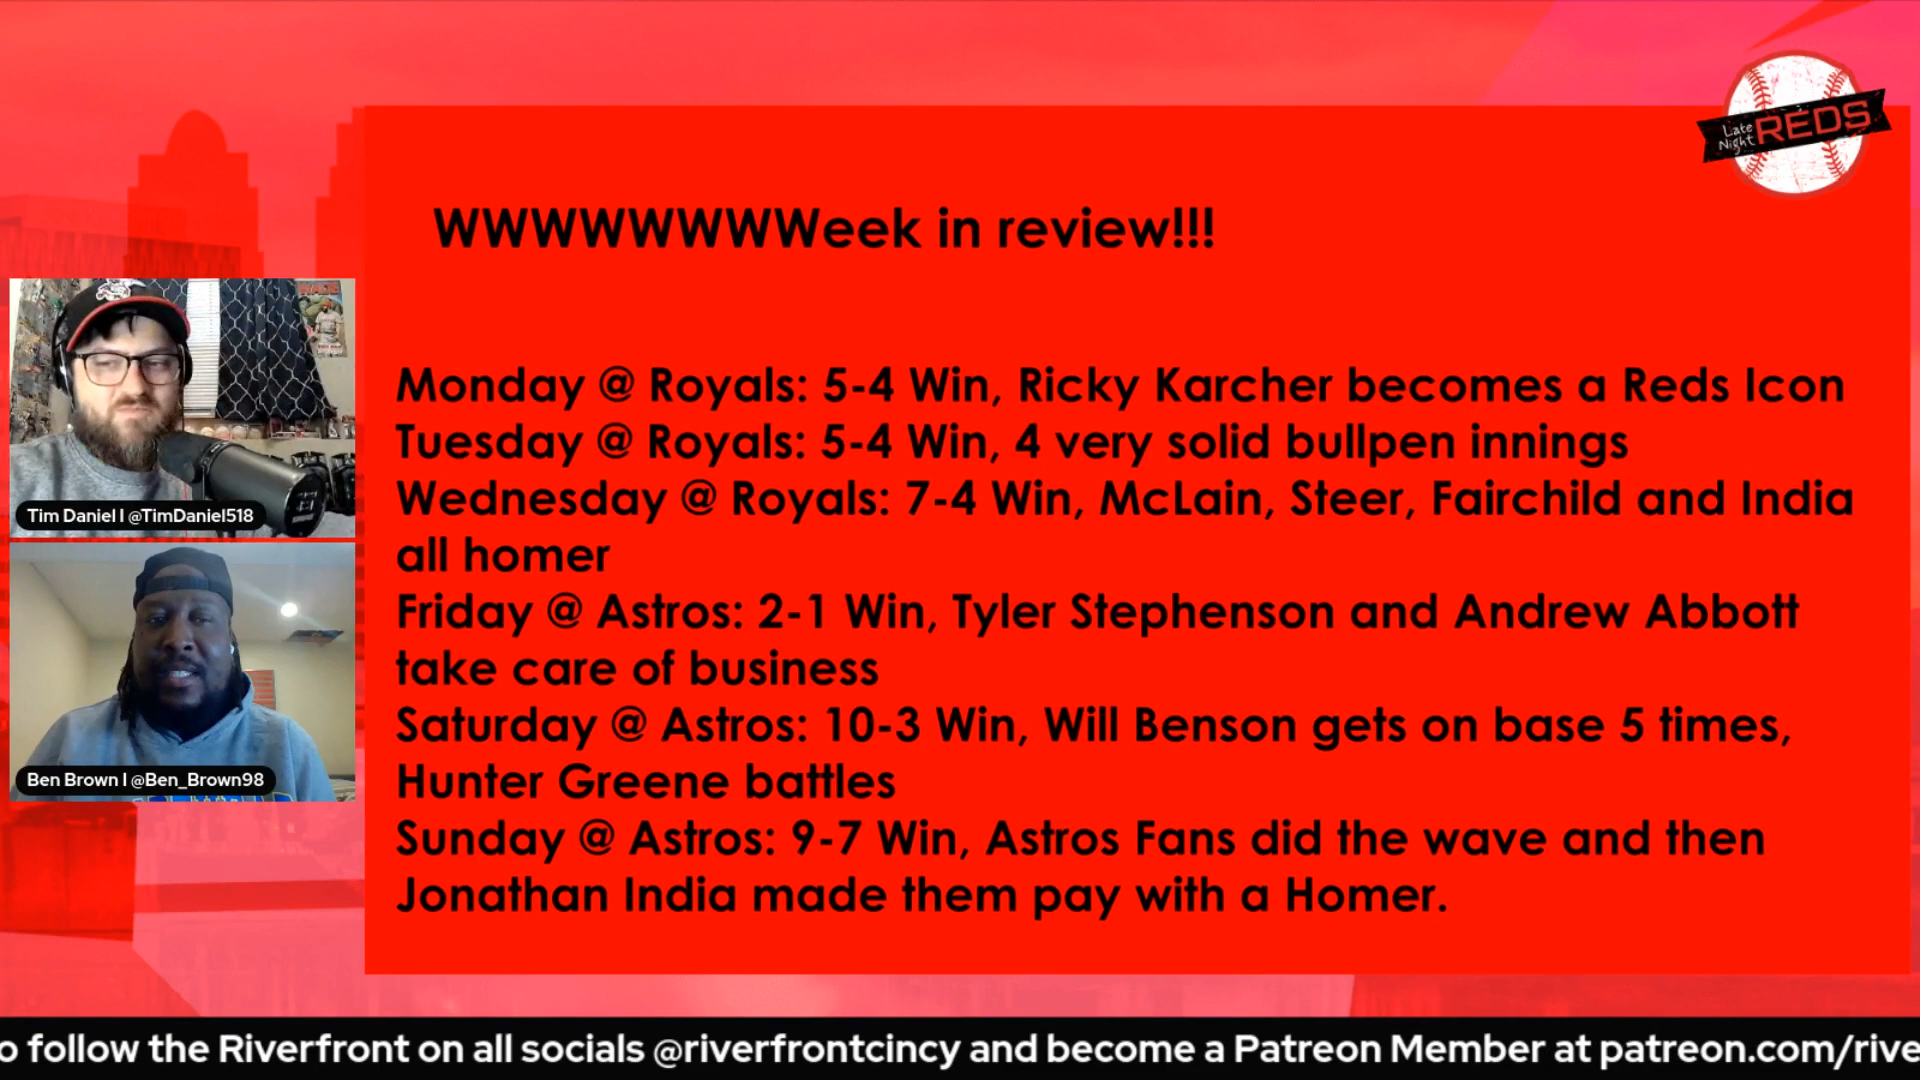 Late
Night REDS
WWWWWWWWeek in review!!!
Monday @ Royals: 5-4 Win, Ricky Karcher becomes a Reds Icon
Tuesday @ Royals: 5-4 Win, 4 very solid bullpen innings
Wednesday @ Royals: 7-4 Win, McLain, Steer, Fairchild and India
all homer
Friday @ Astros: 2-1 Win, Tyler Stephenson and Andrew Abbott
take care of business
Saturday @ Astros: 10-3 Win, Will Benson gets on base 5 times,
Hunter Greene battles
Sunday @ Astros: 9-7 Win, Astros Fans did the wave and then
Jonathan India made them pay with a Homer.
Tim Daniel I @TimDaniel518
Ben Brown I @Ben_Brown98
o follow the Riverfront on all socials @riverfrontcincy and become a Patreon Member at patreon.com/rive